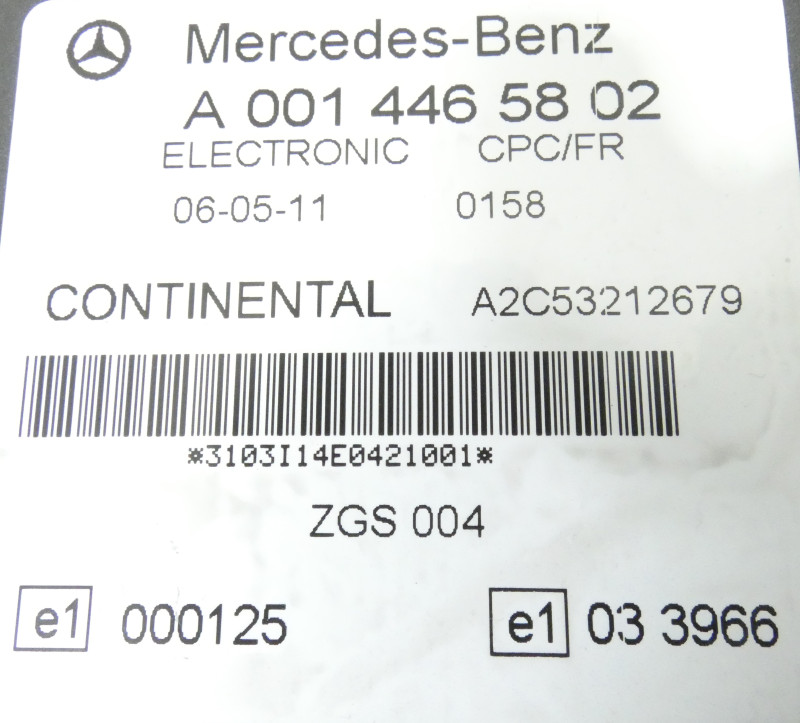 Mercedes-Benz
A 001 446 58 02
ELECTRONIC CPC/FR
06-05-11 0158
CONTINENTAL A2C53212679
*3103I14E0421001*
ZGS 004
e1 000125 e1 03 3966